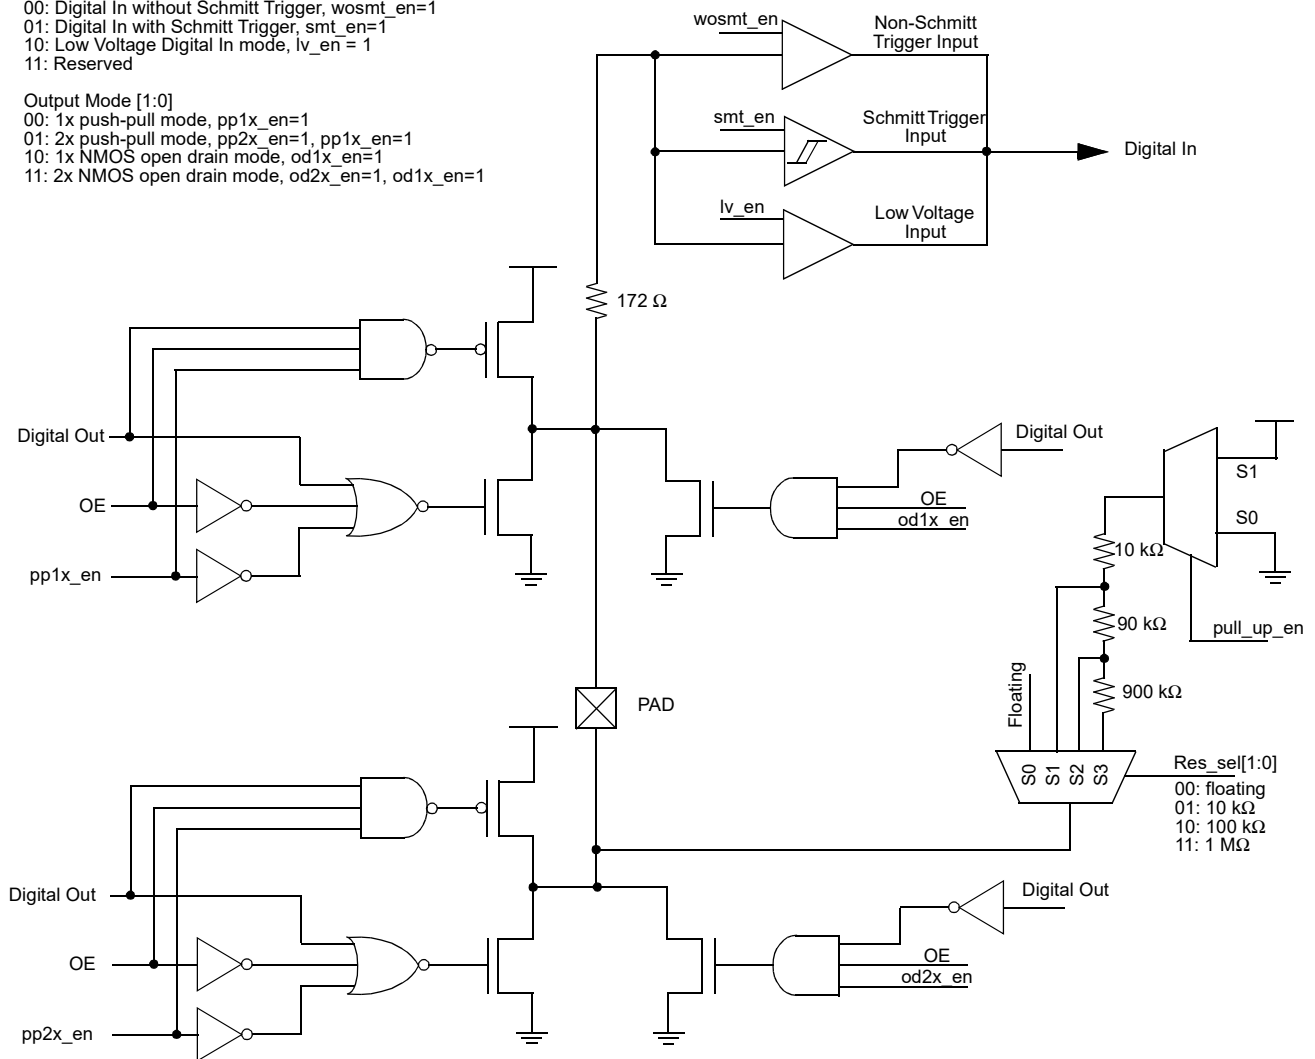 00: Digital In without Schmitt Trigger, wosmt_en=1
01: Digital In with Schmitt Trigger, smt_en=1
10: Low Voltage Digital In mode, lv_en = 1
11: Reserved
Output Mode [1:0]
00: 1x push-pull mode, pp1x_en=1
01: 2x push-pull mode, pp2x_en=1, pp1x_en=1
10: 1x NMOS open drain mode, od1x_en=1
11: 2x NMOS open drain mode, od2x_en=1, od1x_en=1
wosmt_en
Non-Schmitt
Trigger Input
smt_en
Schmitt Trigger
Input
Digital In
lv_en
Low Voltage
Input
172 Ω
Digital Out
OE
pp1x_en
Digital Out
OE
od1x_en
S1
S0
10 kΩ
90 kΩ
pull_up_en
900 kΩ
Floating
PAD
S0
S1
S2
S3
Res_sel[1:0]
00: floating
01: 10 kΩ
10: 100 kΩ
11: 1 MΩ
Digital Out
OE
pp2x_en
Digital Out
OE
od2x_en